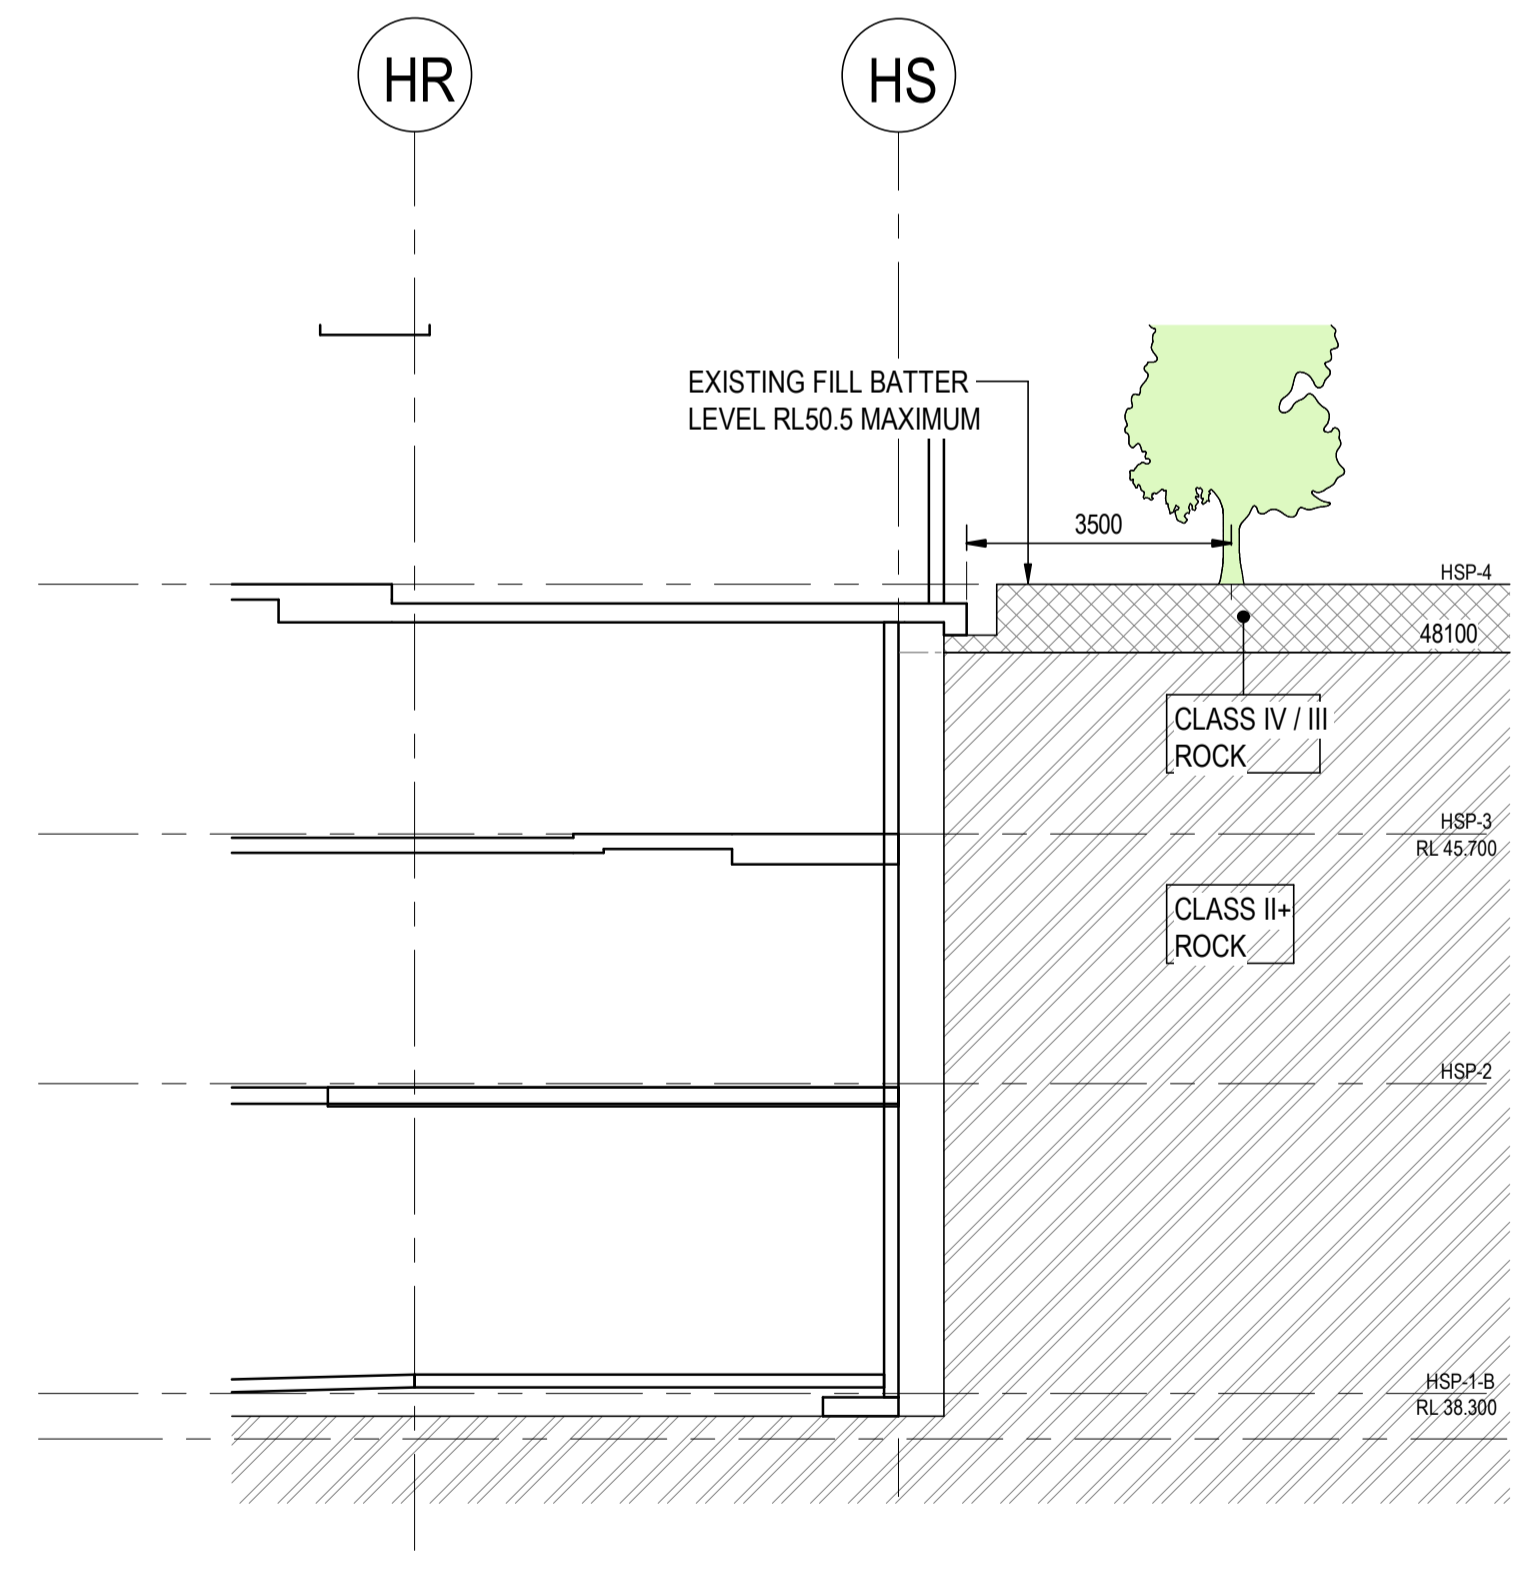 HR
HS
EXISTING FILL BATTER
LEVEL RL50.5 MAXIMUM
3500
HSP-4
48100
CLASS IV / III
ROCK
HSP-3
RL 45.700
CLASS II+
ROCK
HSP-2
HSP-1-B
RL 38.300